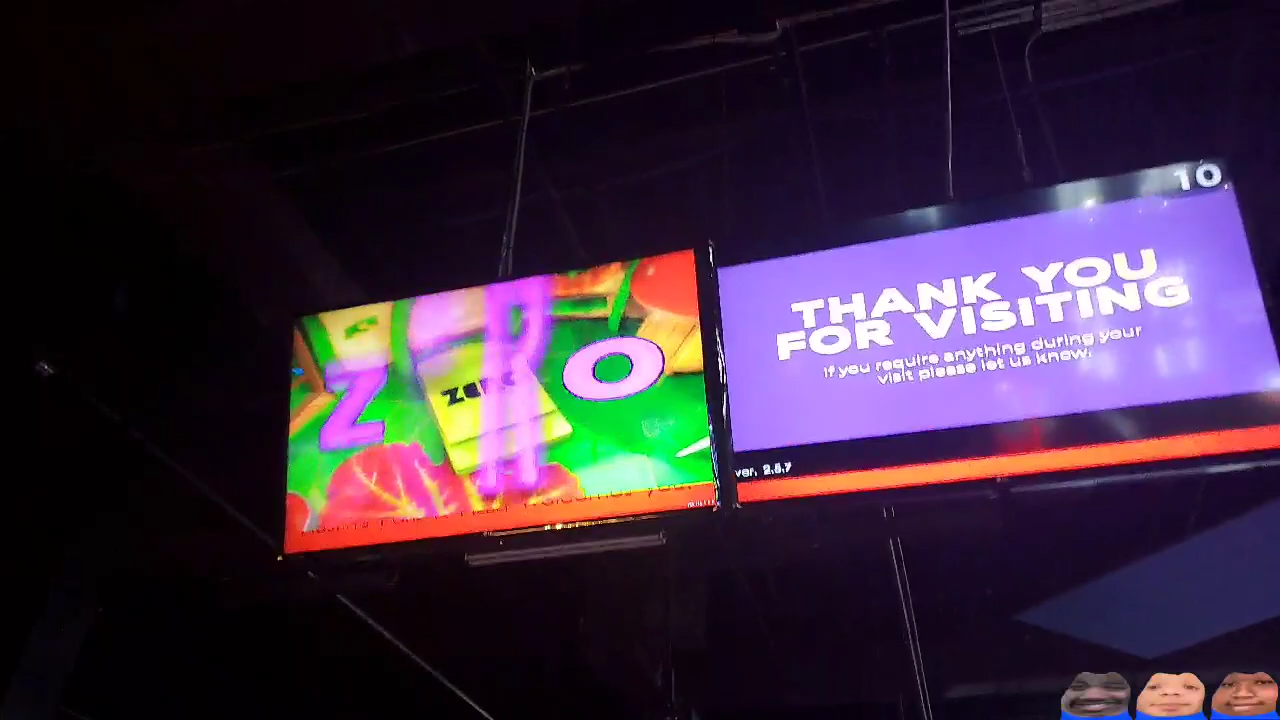 Z O
ZERO
10
THANK YOU
FOR VISITING
If you require anything during your
visit please let us know.
ver. 2.5.7